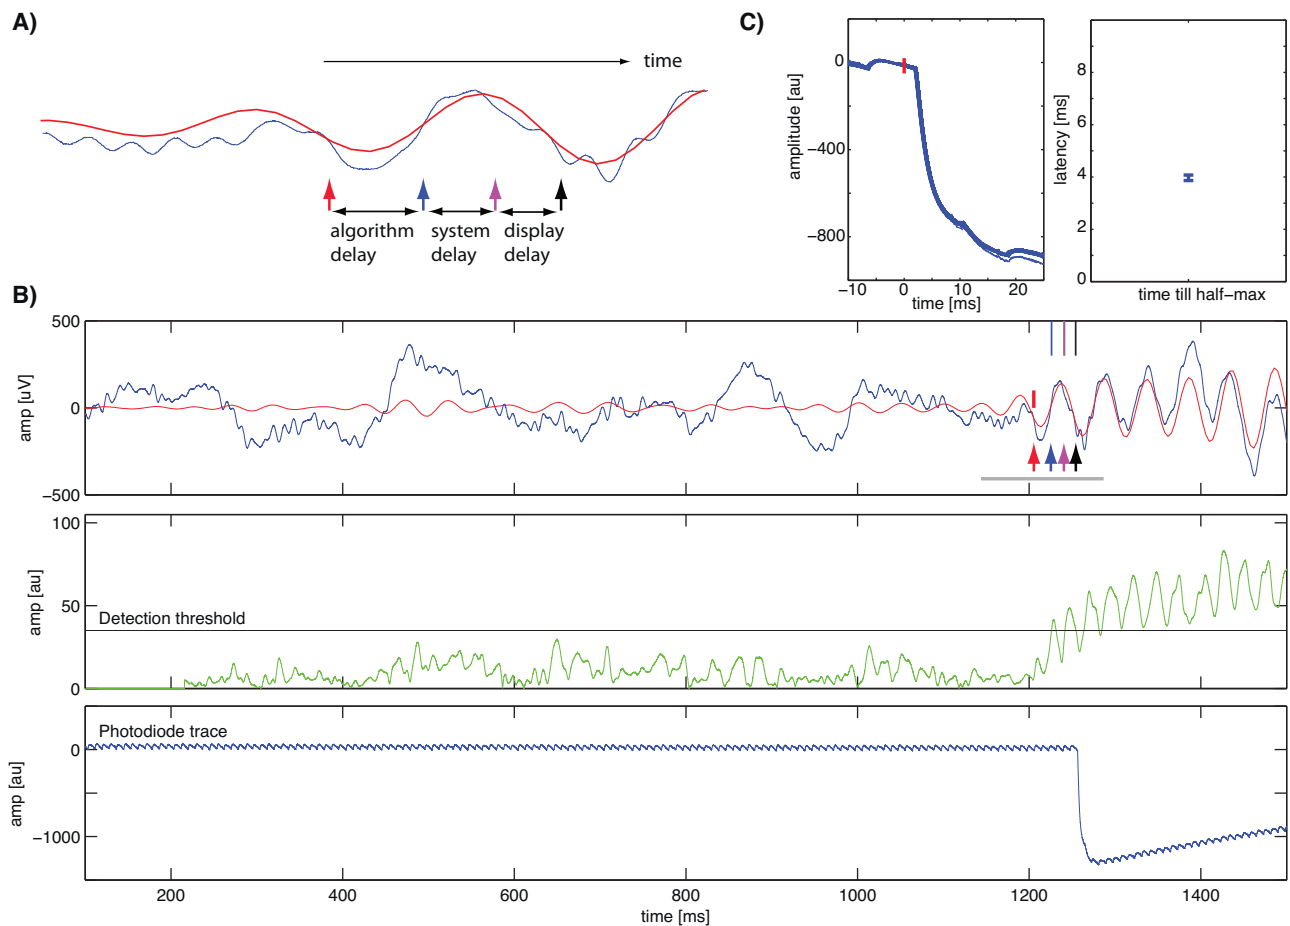 A)
time
algorithm delay
system delay
display delay
C)
amplitude [au]
0
−400
−800
−10
0
10
20
time [ms]
latency [ms]
8
6
4
2
0
time till half−max
B)
amp [uV]
500
0
−500
amp [au]
100
50
0
Detection threshold
amp [au]
0
−1000
Photodiode trace
200
400
600
800
1000
1200
1400
time [ms]